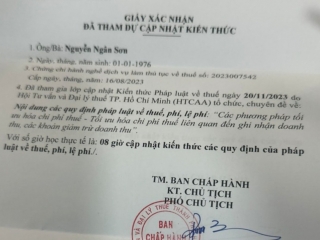 GIẤY XÁC NHẬN
ĐÃ THAM DỰ CẬP NHẬT KIẾN THỨC
1. Ông/Bà: Nguyễn Ngân Sơn
2. Ngày, tháng, năm sinh: 01-01-1976
3. Chứng chỉ hành nghề dịch vụ làm thủ tục về thuế số: 2023007542
Cấp ngày, tháng, năm: 16/08/2023
4. Đã tham gia lớp cập nhật Kiến Thức Pháp luật về thuế ngày 20/11/2023 do
Hội Tư vấn và Đại lý thuế TP. Hồ Chí Minh (HTCAA) tổ chức, chuyên đề về:
Nội dung các quy định pháp luật về thuế, phí, lệ phí. "Các phương pháp tối
ưu hóa chi phí thuế - Tối ưu hóa chi phí thuế liên quan đến ghi nhận doanh
thu, các khoản giảm trừ doanh thu".
Với số giờ học thực tế là: 08 giờ cập nhật kiến thức các quy định của pháp
luật về thuế, phí, lệ phí./.
TM. BAN CHẤP HÀNH
KT. CHỦ TỊCH
PHÓ CHỦ TỊCH
BAN
CHẤP HÀNH